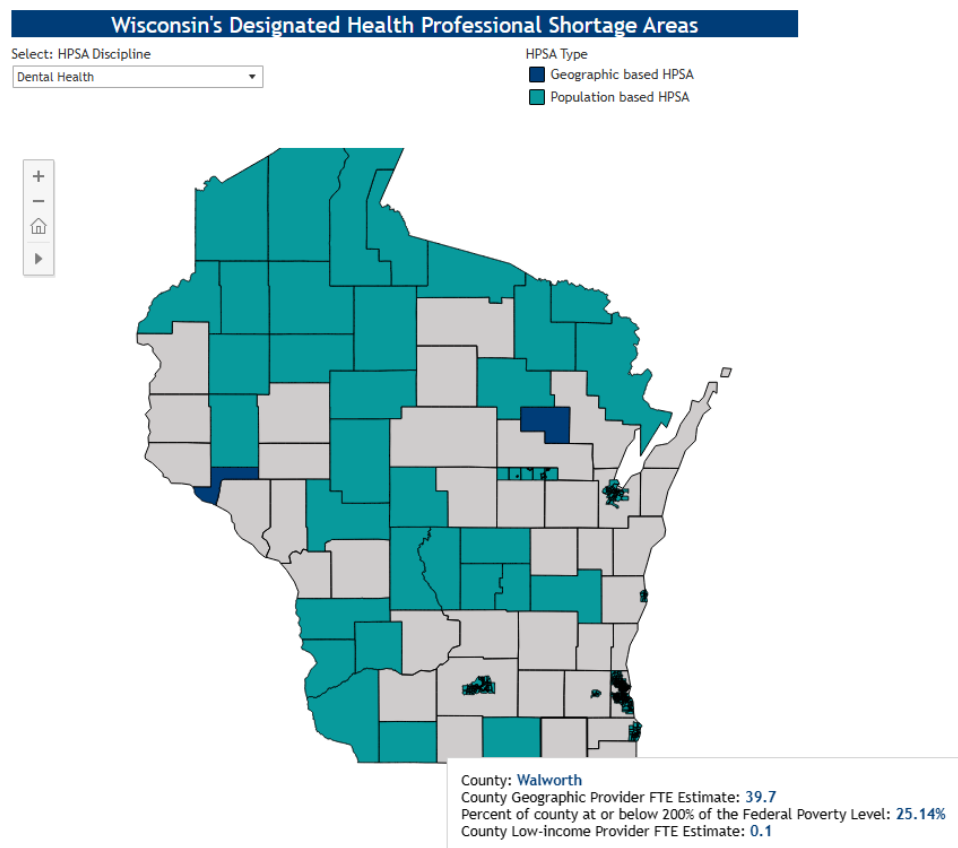 Wisconsin's Designated Health Professional Shortage Areas
Select: HPSA Discipline
Dental Health
HPSA Type
Geographic based HPSA
Population based HPSA
County: Walworth
County Geographic Provider FTE Estimate: 39.7
Percent of county at or below 200% of the Federal Poverty Level: 25.14%
County Low-income Provider FTE Estimate: 0.1